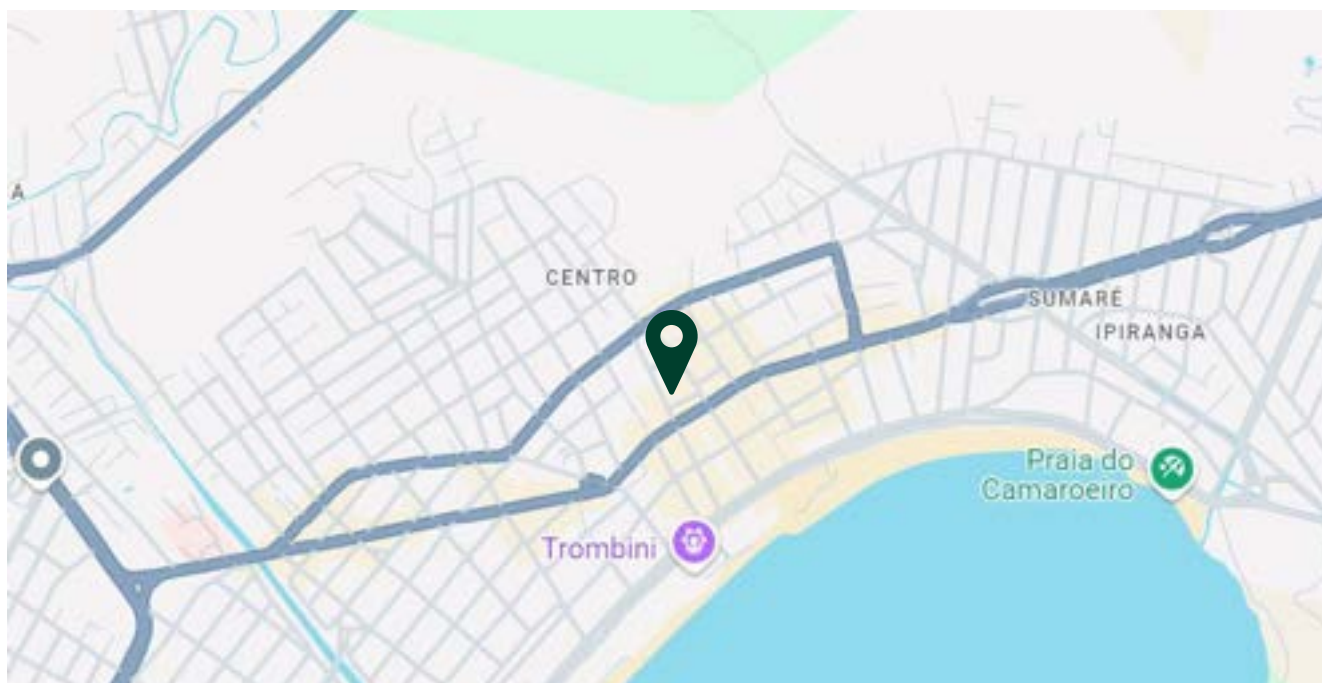 A
CENTRO
SUMARÉ
IPIRANGA
Praia do
Camaroeiro
Trombini